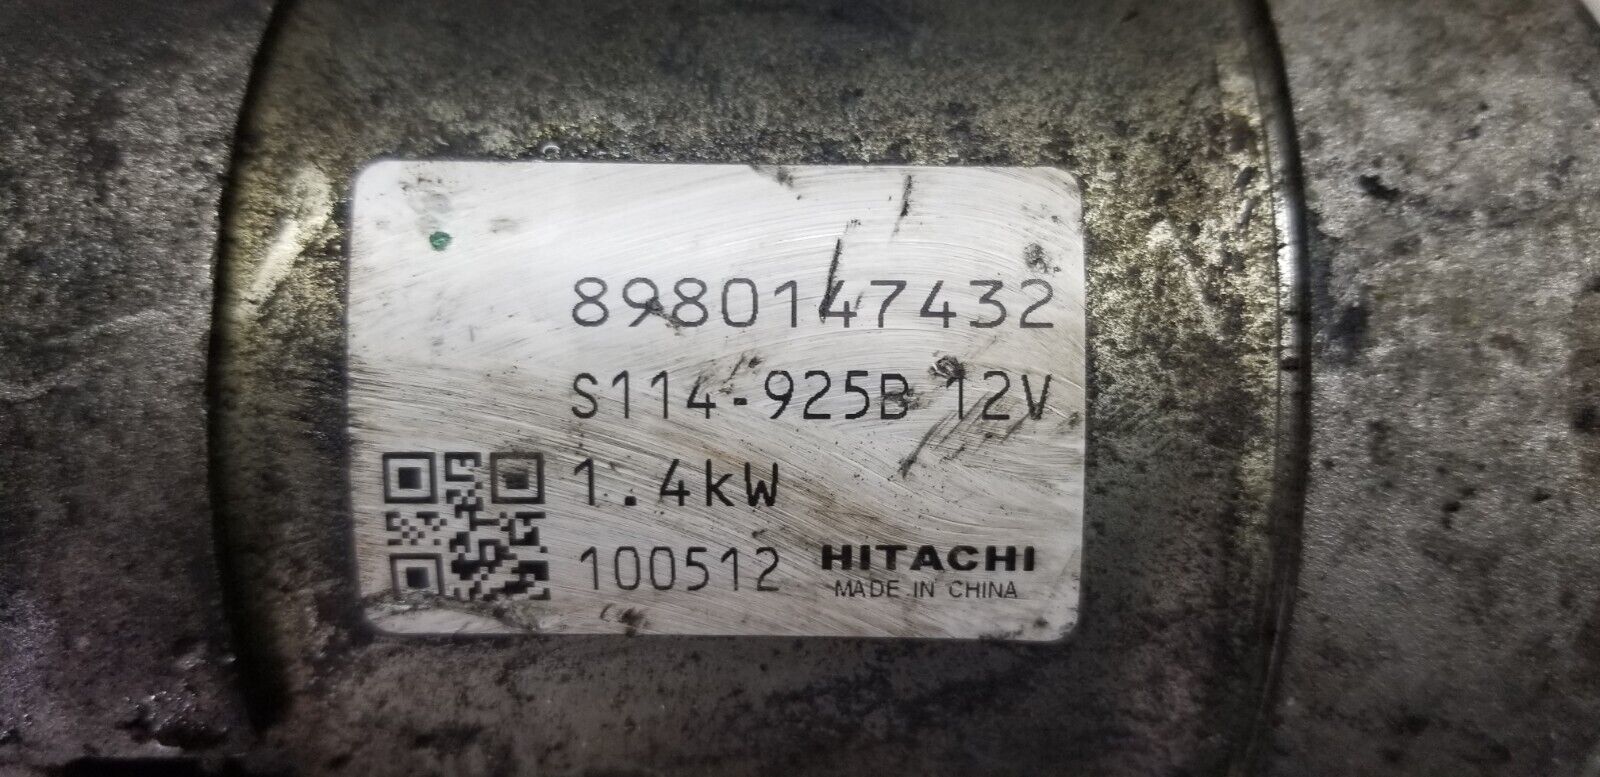 8980147432
S114-925B 12V
1.4kW
100512 HITACHI
MADE IN CHINA